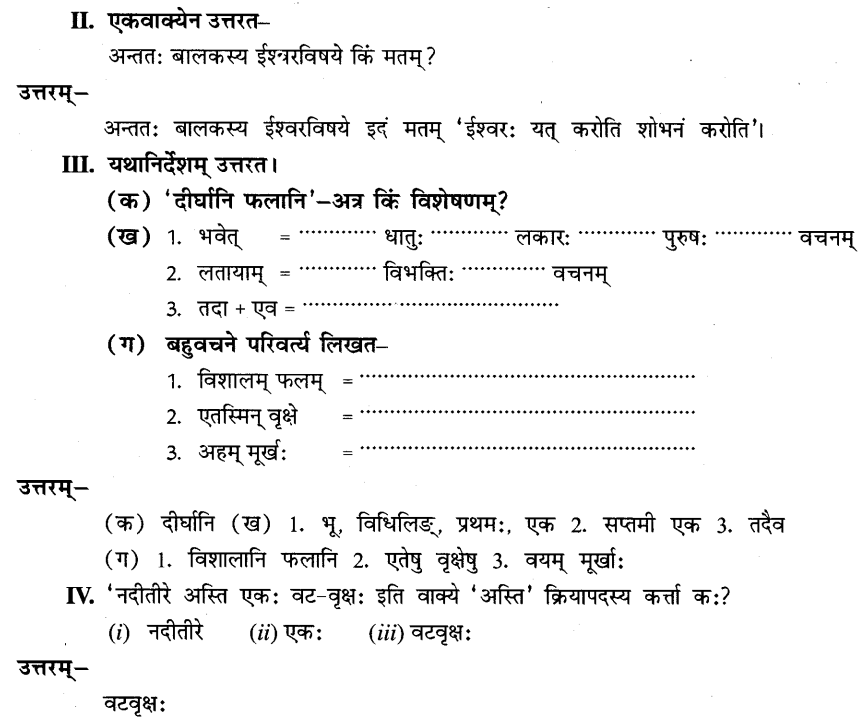 II. एकवाक्येन उत्तरत–
अन्ततः बालकस्य ईश्वरविषये किं मतम्?
उत्तरम्–
अन्ततः बालकस्य ईश्वरविषये इदं मतम् ‘ईश्वरः यत् करोति शोभनं करोति’।
III. यथानिर्देशम् उत्तरत।
(क) ‘दीर्घानि फलानि’–अत्र किं विशेषणम्?
(ख) 1. भवेत् = ............ धातुः ............ लकारः ............ पुरुषः ............ वचनम्
2. लतायाम् = ............ विभक्तिः ............ वचनम्
3. तदा + एव = ........................................
(ग) बहुवचने परिवर्त्य लिखत–
1. विशालम् फलम् = ........................................................
2. एतस्मिन् वृक्षे = ........................................................
3. अहम् मूर्खः = ........................................................
उत्तरम्–
(क) दीर्घानि (ख) 1. भू, विधिलिङ्, प्रथमः, एक 2. सप्तमी एक 3. तदैव
(ग) 1. विशालानि फलानि 2. एतेषु वृक्षेषु 3. वयम् मूर्खाः
IV. ‘नदीतीरे अस्ति एकः वट-वृक्षः इति वाक्ये ‘अस्ति’ क्रियापदस्य कर्त्ता कः?
(i) नदीतीरे (ii) एकः (iii) वटवृक्षः
उत्तरम्–
वटवृक्षः